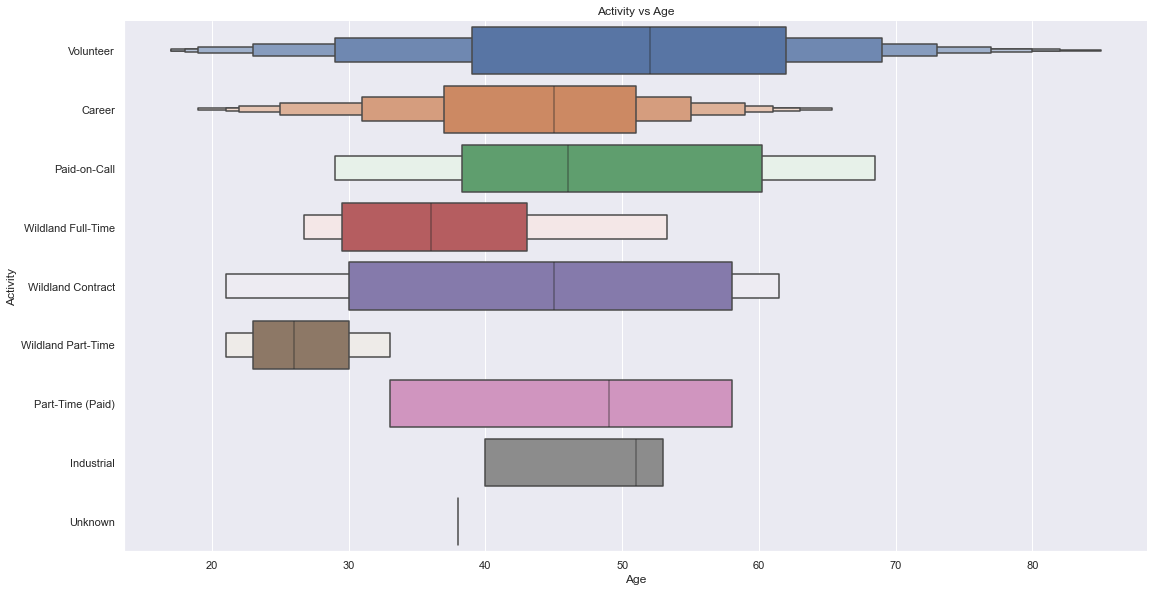 Activity vs Age
Volunteer
Career
Paid-on-Call
Wildland Full-Time
Wildland Contract
Wildland Part-Time
Part-Time (Paid)
Industrial
Unknown
Activity
20 30 40 50 60 70 80
Age